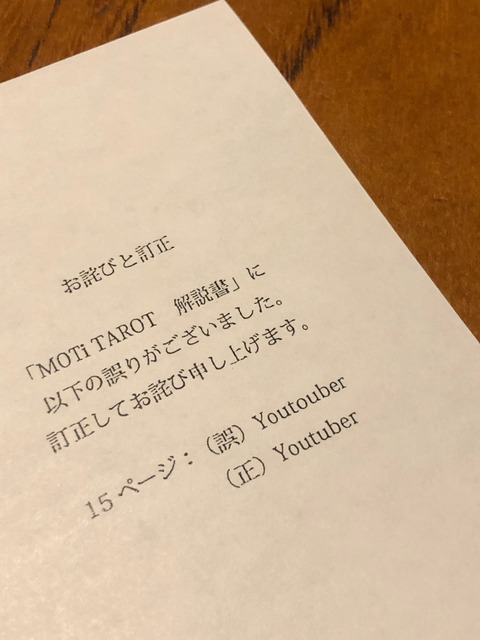 お詫びと訂正
「MOTi TAROT　解説書」に
以下の誤りがございました。
訂正してお詫び申し上げます。
15 ページ：（誤）Youtouber
（正）Youtuber